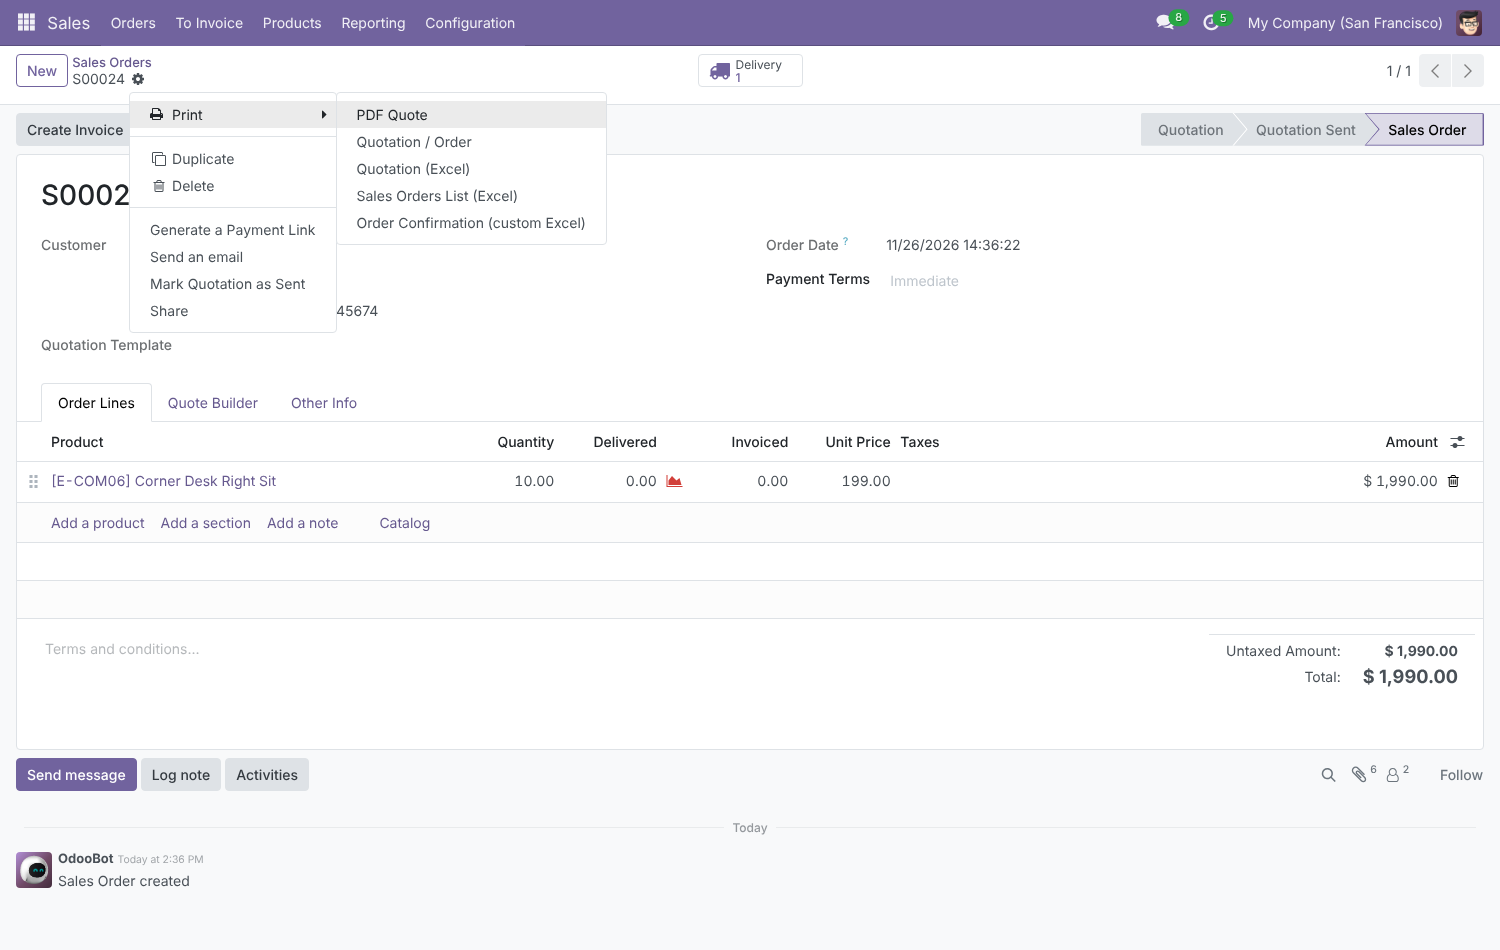 Sales Orders To Invoice Products Reporting Configuration 8 5 My Company (San Francisco)
New Sales Orders
S00024
Delivery
1
1 / 1
Create Invoice
Quotation Quotation Sent Sales Order
Print
Duplicate
Delete
Generate a Payment Link
Send an email
Mark Quotation as Sent
Share
PDF Quote
Quotation / Order
Quotation (Excel)
Sales Orders List (Excel)
Order Confirmation (custom Excel)
S0002
Customer
45674
Quotation Template
Order Date ? 11/26/2026 14:36:22
Payment Terms Immediate
Order Lines Quote Builder Other Info
Product Quantity Delivered Invoiced Unit Price Taxes Amount
[E-COM06] Corner Desk Right Sit 10.00 0.00 0.00 199.00 $ 1,990.00
Add a product Add a section Add a note Catalog
Terms and conditions...
Untaxed Amount: $ 1,990.00
Total: $ 1,990.00
Send message Log note Activities 6 2 Follow
Today
OdooBot Today at 2:36 PM
Sales Order created